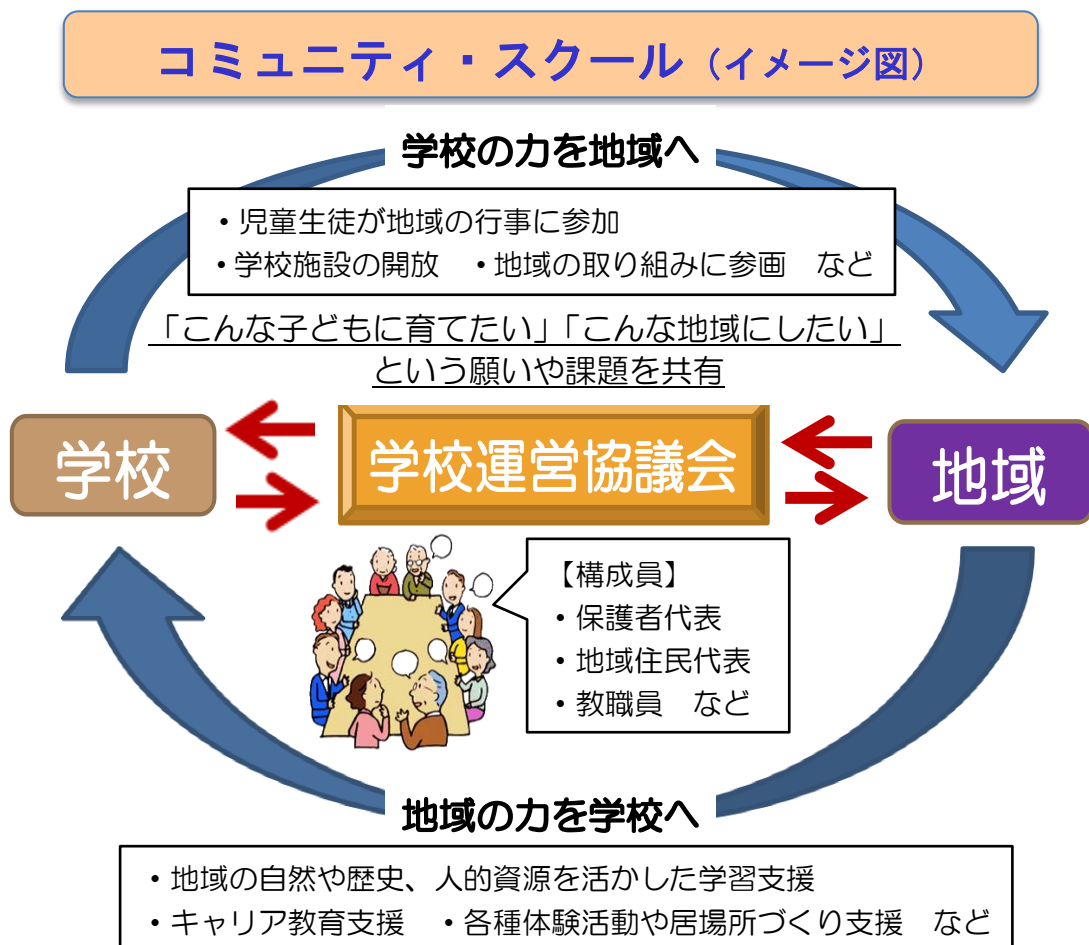 コミュニティ・スクール（イメージ図）
学校の力を地域へ
・児童生徒が地域の行事に参加
・学校施設の開放　・地域の取り組みに参画　など
「こんな子どもに育てたい」「こんな地域にしたい」
という願いや課題を共有
学校
学校運営協議会
地域
【構成員】
・保護者代表
・地域住民代表
・教職員　など
地域の力を学校へ
・地域の自然や歴史、人的資源を活かした学習支援
・キャリア教育支援　・各種体験活動や居場所づくり支援　など